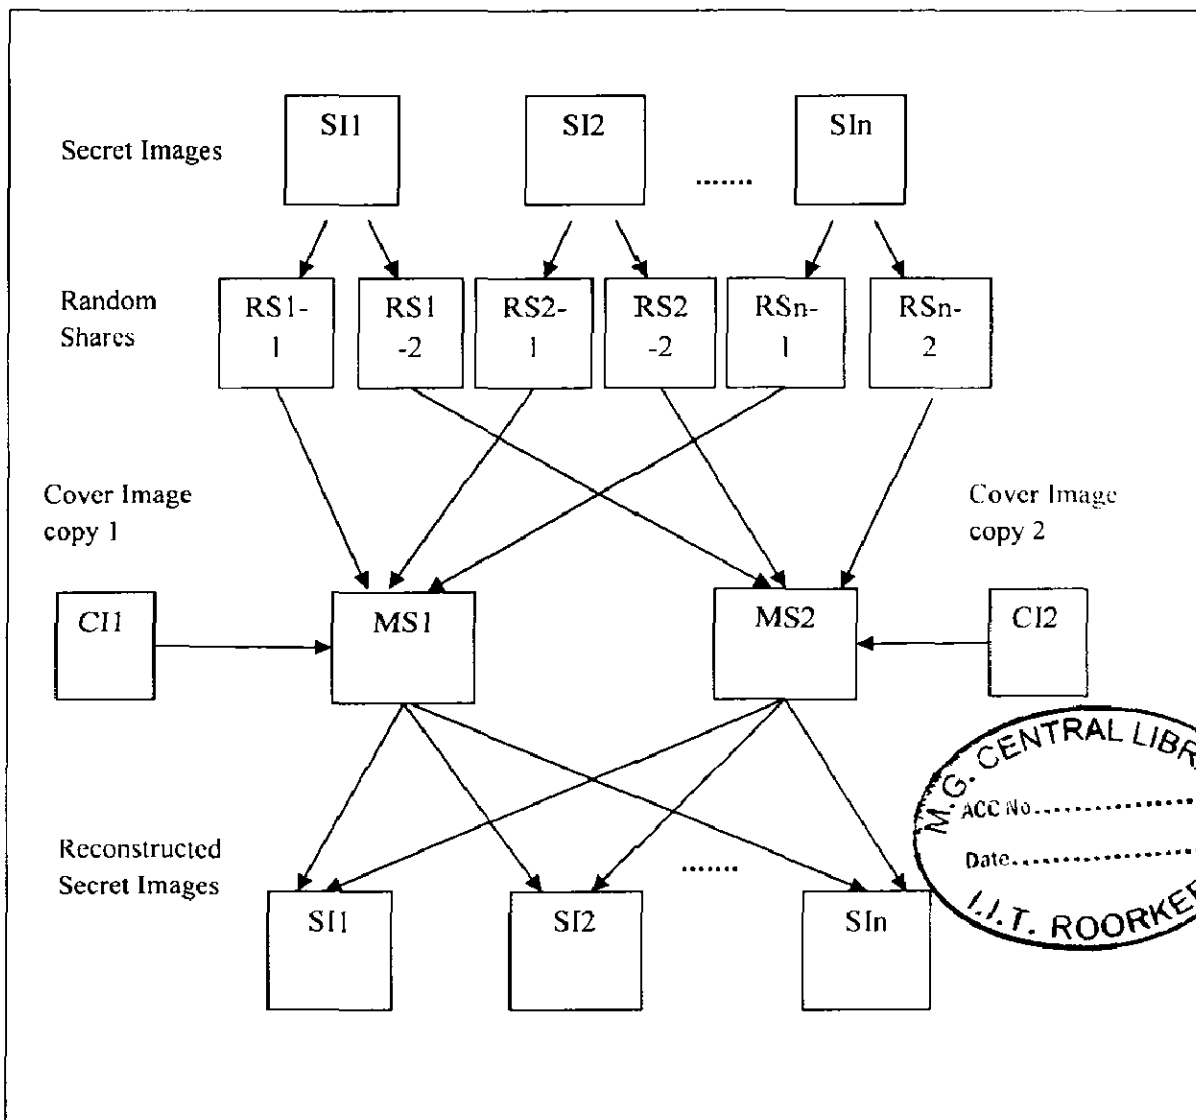 SI1 SI2 SIn
Secret Images
.......
Random
Shares
RS1-
1
RS1
-2
RS2-
1
RS2
-2
RSn-
1
RSn-
2
Cover Image
copy 1
Cover Image
copy 2
CI1
MS1
MS2
CI2
Reconstructed
Secret Images
.......
SI1 SI2 SIn
M.G. CENTRAL
ACC No..................
Date..................
I.I.T.